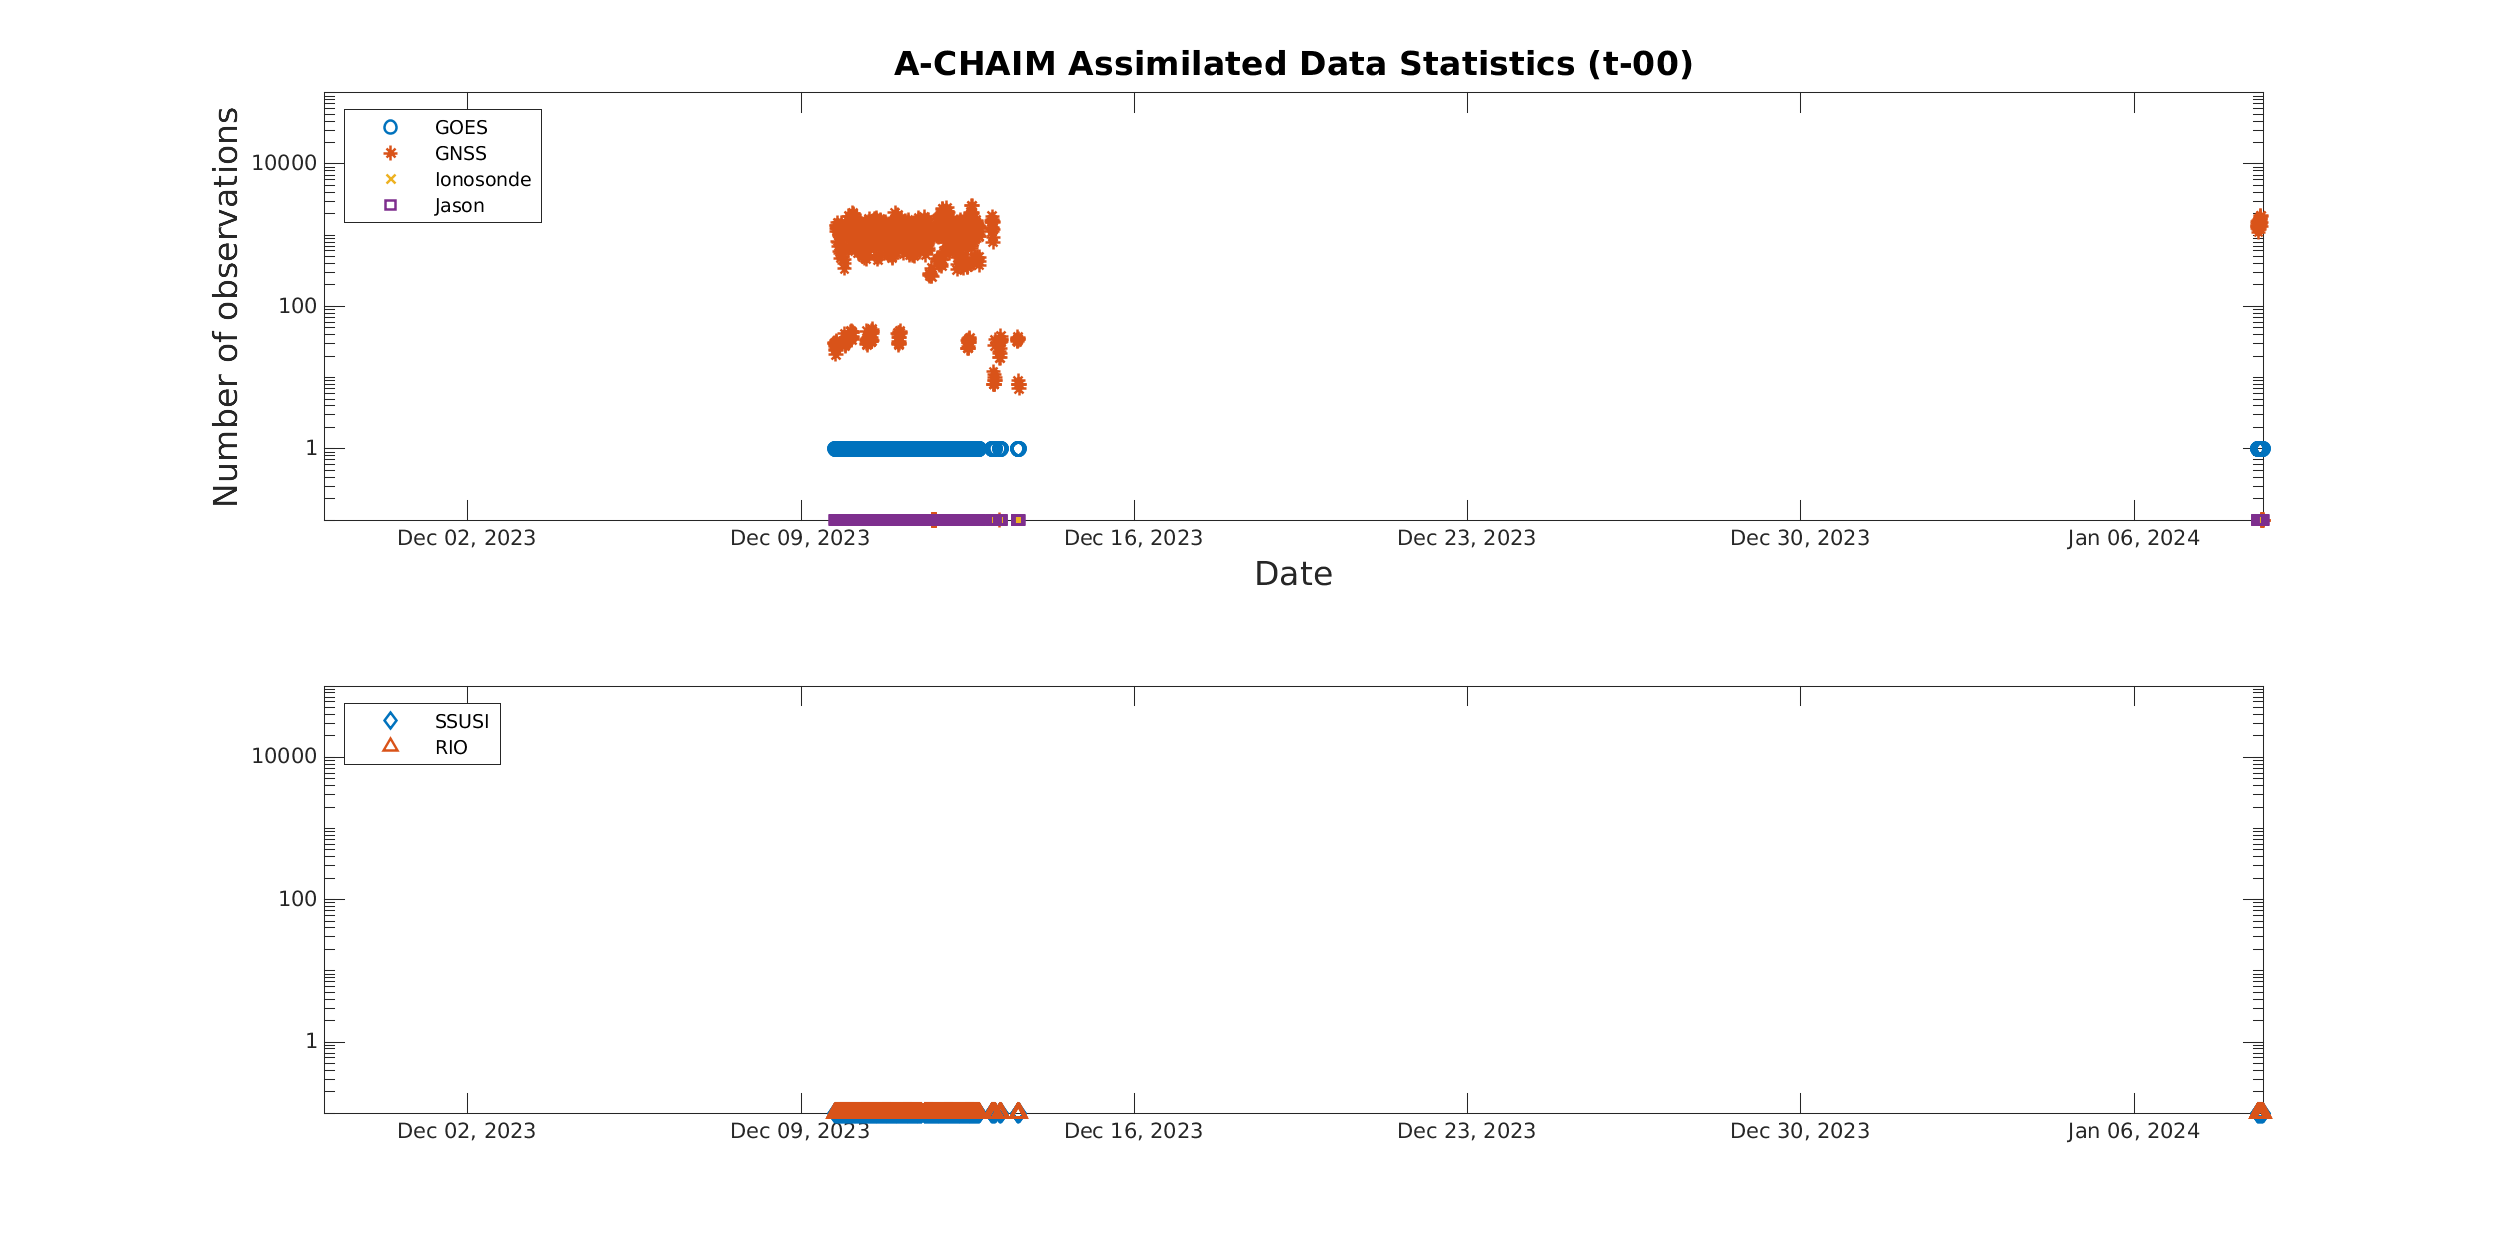 A-CHAIM Assimilated Data Statistics (t-00)
Number of observations
10000
100
1
GOES
GNSS
Ionosonde
Jason
Dec 02, 2023
Dec 09, 2023
Dec 16, 2023
Dec 23, 2023
Dec 30, 2023
Jan 06, 2024
Date
10000
100
1
SSUSI
RIO
Dec 02, 2023
Dec 09, 2023
Dec 16, 2023
Dec 23, 2023
Dec 30, 2023
Jan 06, 2024